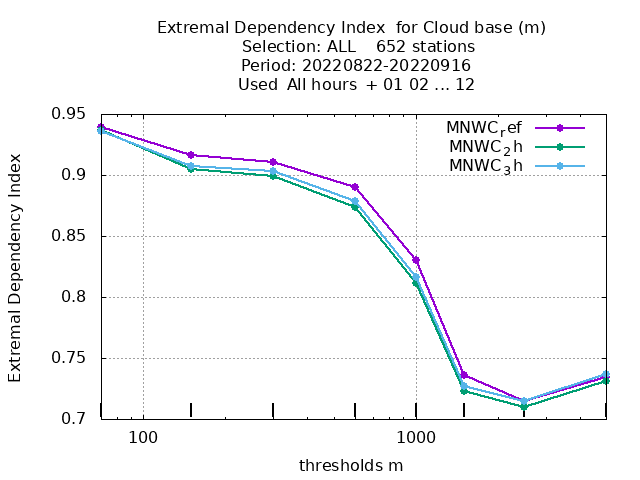 Extremal Dependency Index  for Cloud base (m)
Selection: ALL    652 stations
Period: 20220822-20220916
Used  All hours  + 01 02 ... 12
MNWC_ref
MNWC_2h
MNWC_3h
Extremal Dependency Index
0.95
0.9
0.85
0.8
0.75
0.7
100
1000
thresholds m